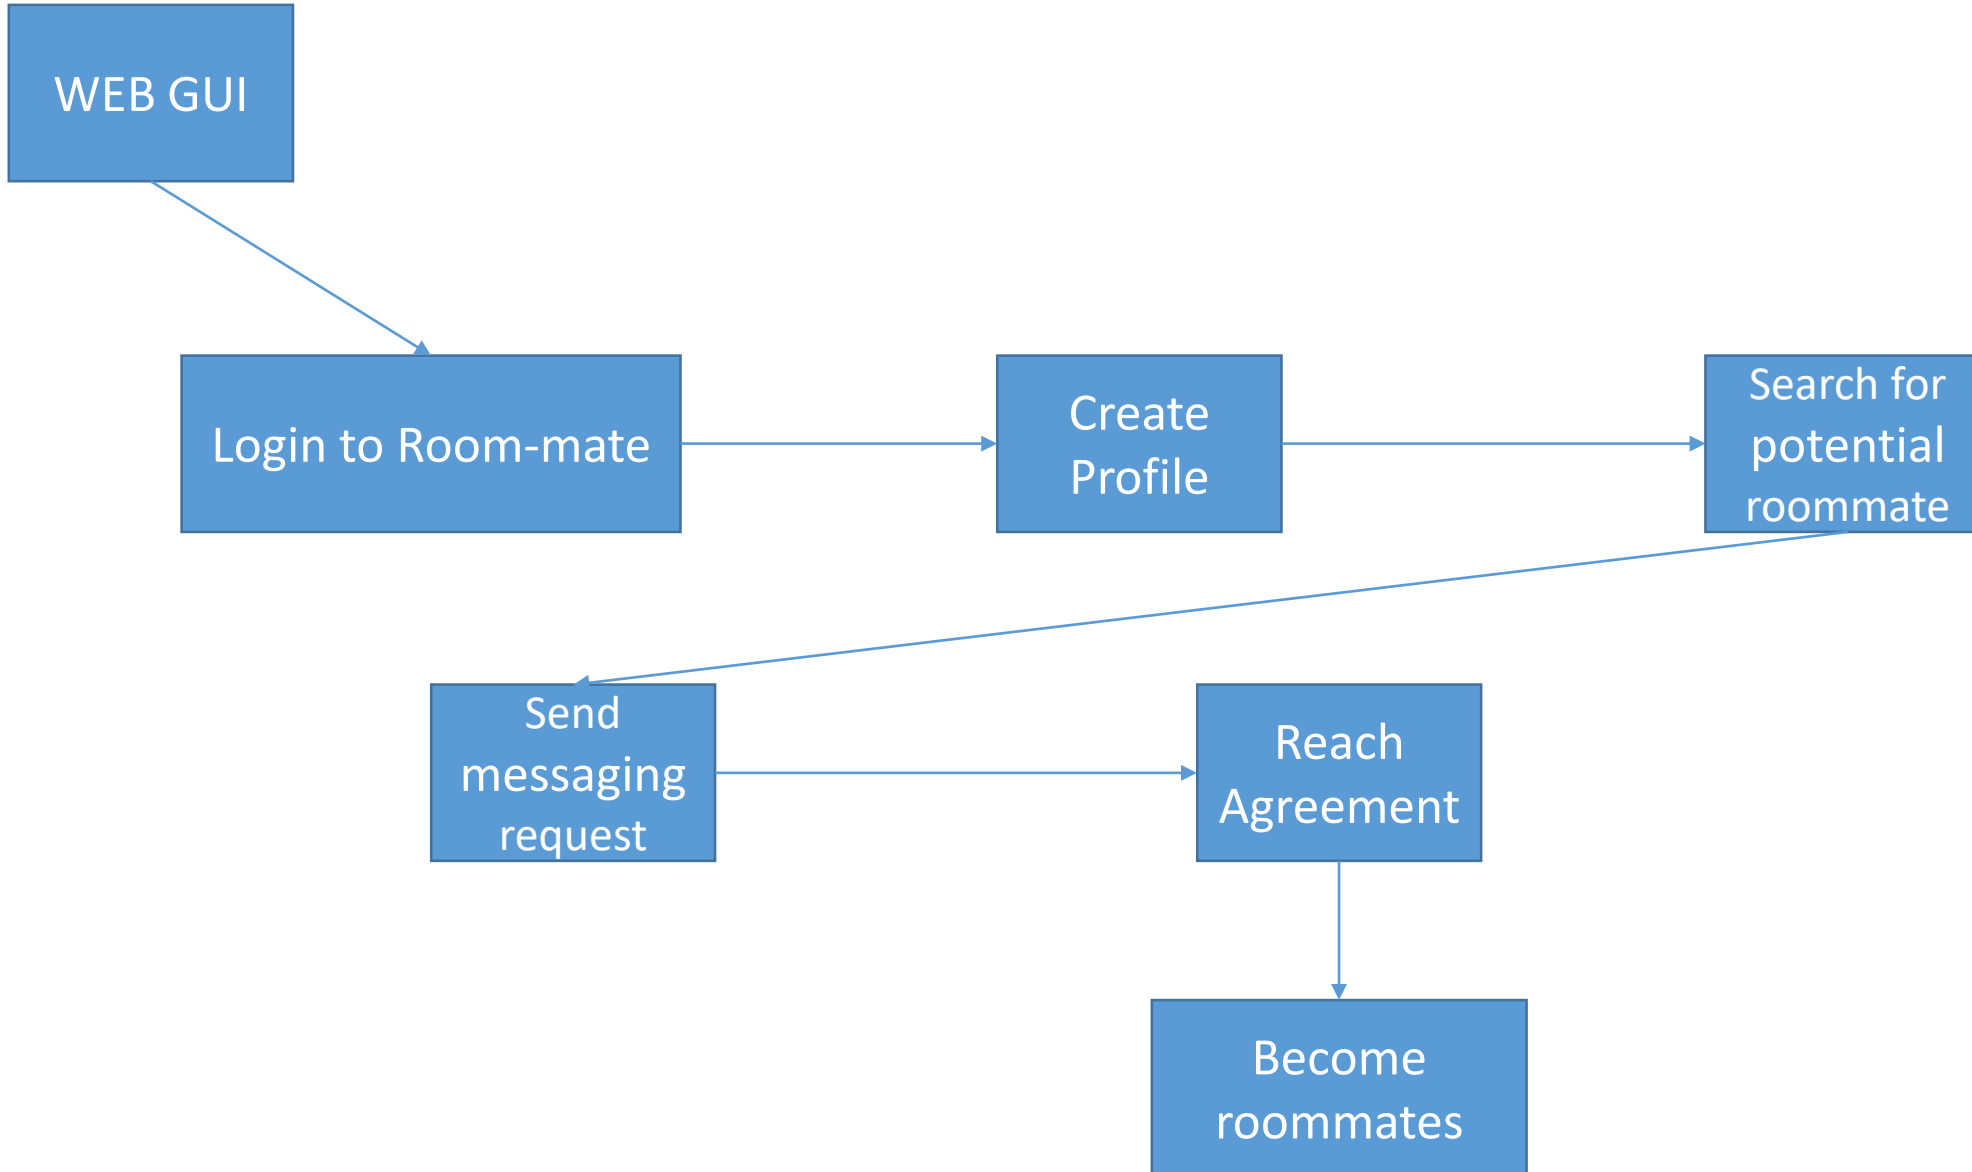 WEB GUI
Login to Room-mate
Create
Profile
Search for
potential
roommate
Send
messaging
request
Reach
Agreement
Become
roommates